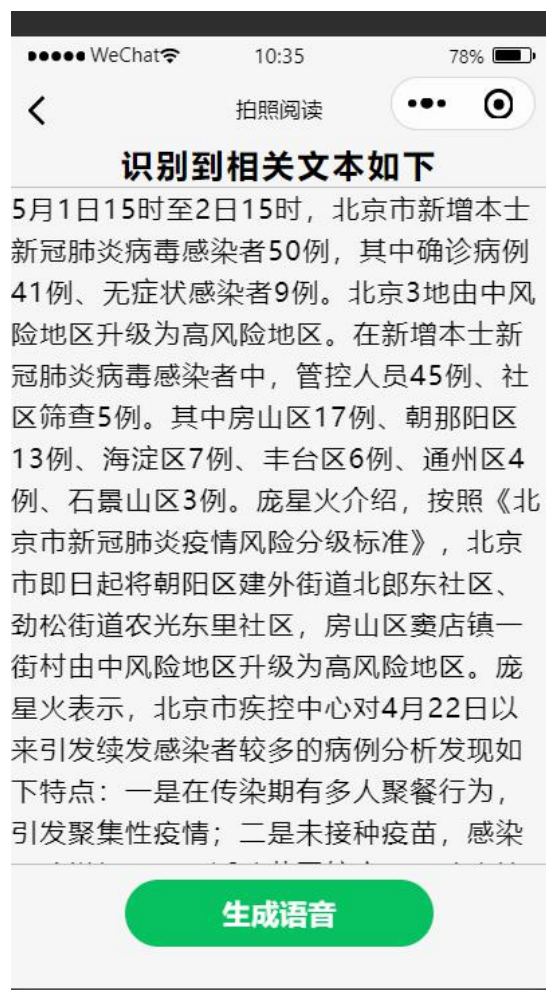 WeChat 10:35 78%
拍照阅读
识别到相关文本如下
5月1日15时至2日15时，北京市新增本士
新冠肺炎病毒感染者50例，其中确诊病例
41例、无症状感染者9例。北京3地由中风
险地区升级为高风险地区。在新增本士新
冠肺炎病毒感染者中，管控人员45例、社
区筛查5例。其中房山区17例、朝那阳区
13例、海淀区7例、丰台区6例、通州区4
例、石景山区3例。庞星火介绍，按照《北
京市新冠肺炎疫情风险分级标准》，北京
市即日起将朝阳区建外街道北郎东社区、
劲松街道农光东里社区，房山区窦店镇一
街村由中风险地区升级为高风险地区。庞
星火表示，北京市疾控中心对4月22日以
来引发续发感染者较多的病例分析发现如
下特点：一是在传染期有多人聚餐行为，
引发聚集性疫情；二是未接种疫苗，感染
生成语音